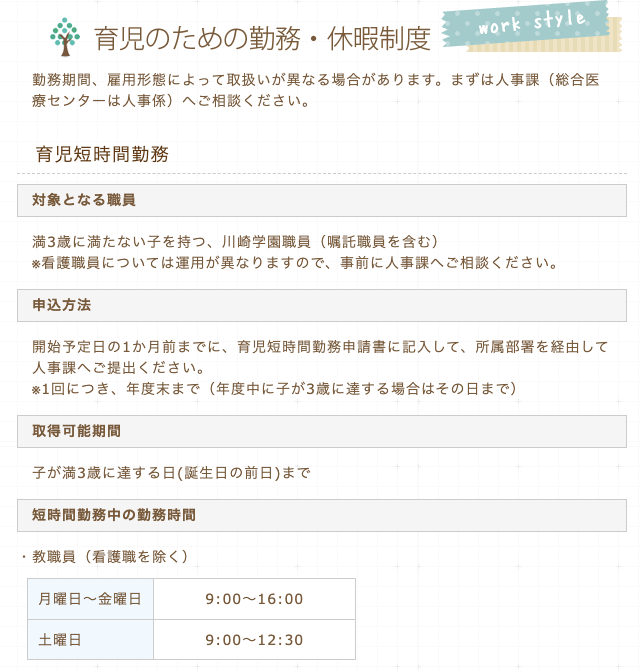 育児のための勤務・休暇制度
work style
勤務期間、雇用形態によって取扱いが異なる場合があります。まずは人事課（総合医
療センターは人事係）へご相談ください。
育児短時間勤務
対象となる職員
満3歳に満たない子を持つ、川崎学園職員（嘱託職員を含む）
※看護職員については運用が異なりますので、事前に人事課へご相談ください。
申込方法
開始予定日の1か月前までに、育児短時間勤務申請書に記入して、所属部署を経由して
人事課へご提出ください。
※1回につき、年度末まで（年度中に子が3歳に達する場合はその日まで）
取得可能期間
子が満3歳に達する日(誕生日の前日)まで
短時間勤務中の勤務時間
・教職員（看護職を除く）
月曜日〜金曜日 9:00〜16:00
土曜日 9:00〜12:30